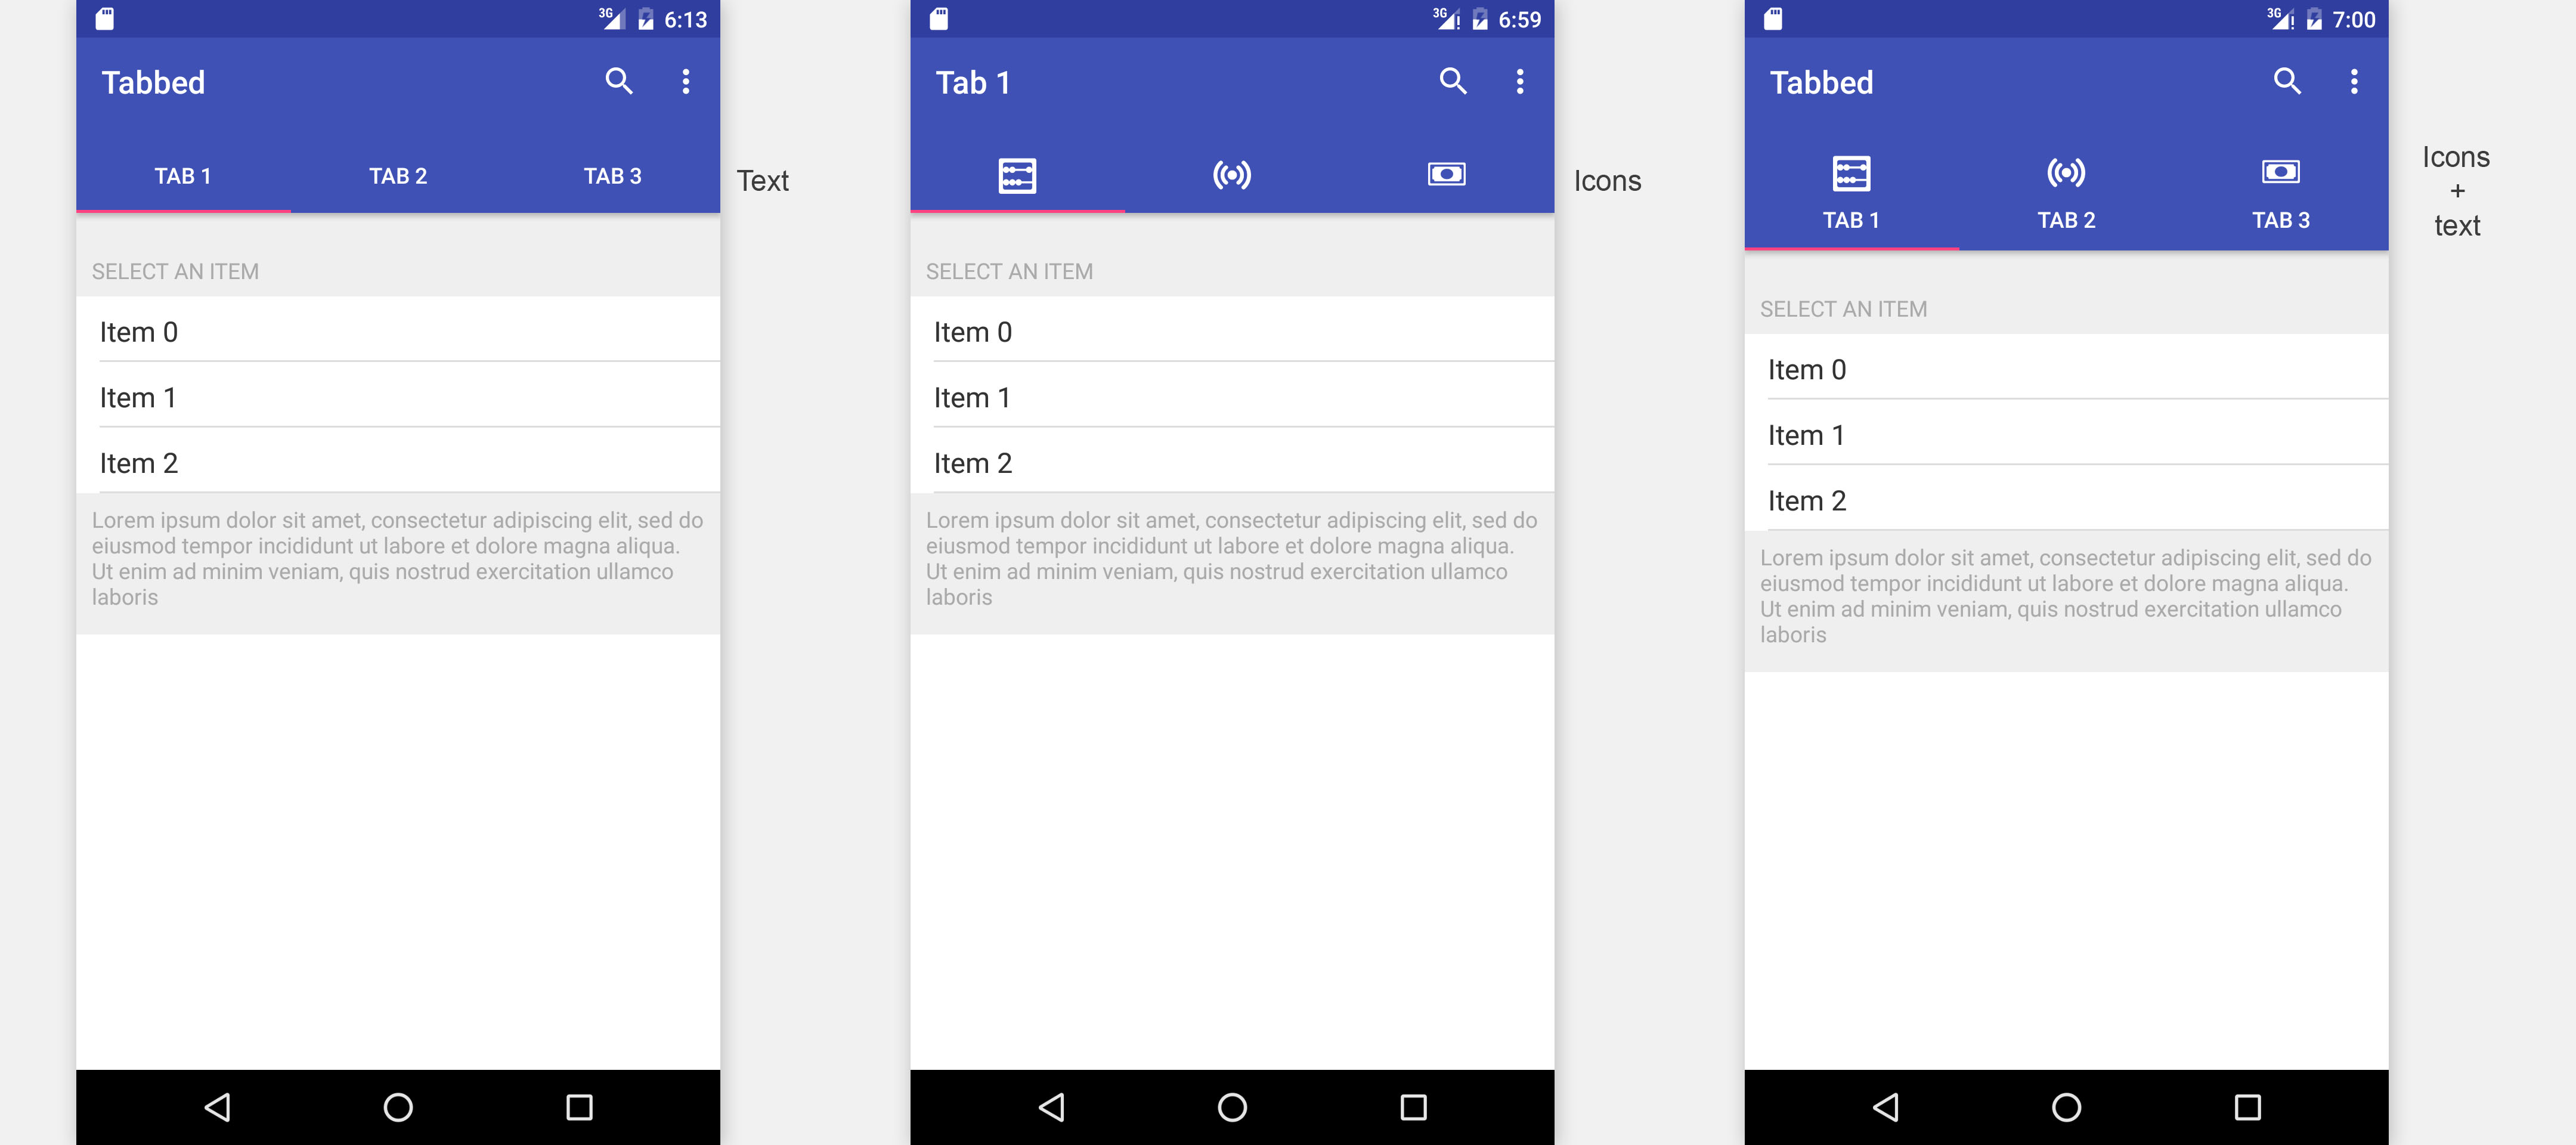 3G 6:13
Tabbed
TAB 1 TAB 2 TAB 3
SELECT AN ITEM
Item 0
Item 1
Item 2
Lorem ipsum dolor sit amet, consectetur adipiscing elit, sed do
eiusmod tempor incididunt ut labore et dolore magna aliqua.
Ut enim ad minim veniam, quis nostrud exercitation ullamco
laboris
Text
3G 6:59
Tab 1
SELECT AN ITEM
Item 0
Item 1
Item 2
Lorem ipsum dolor sit amet, consectetur adipiscing elit, sed do
eiusmod tempor incididunt ut labore et dolore magna aliqua.
Ut enim ad minim veniam, quis nostrud exercitation ullamco
laboris
Icons
3G 7:00
Tabbed
TAB 1 TAB 2 TAB 3
SELECT AN ITEM
Item 0
Item 1
Item 2
Lorem ipsum dolor sit amet, consectetur adipiscing elit, sed do
eiusmod tempor incididunt ut labore et dolore magna aliqua.
Ut enim ad minim veniam, quis nostrud exercitation ullamco
laboris
Icons
+
text